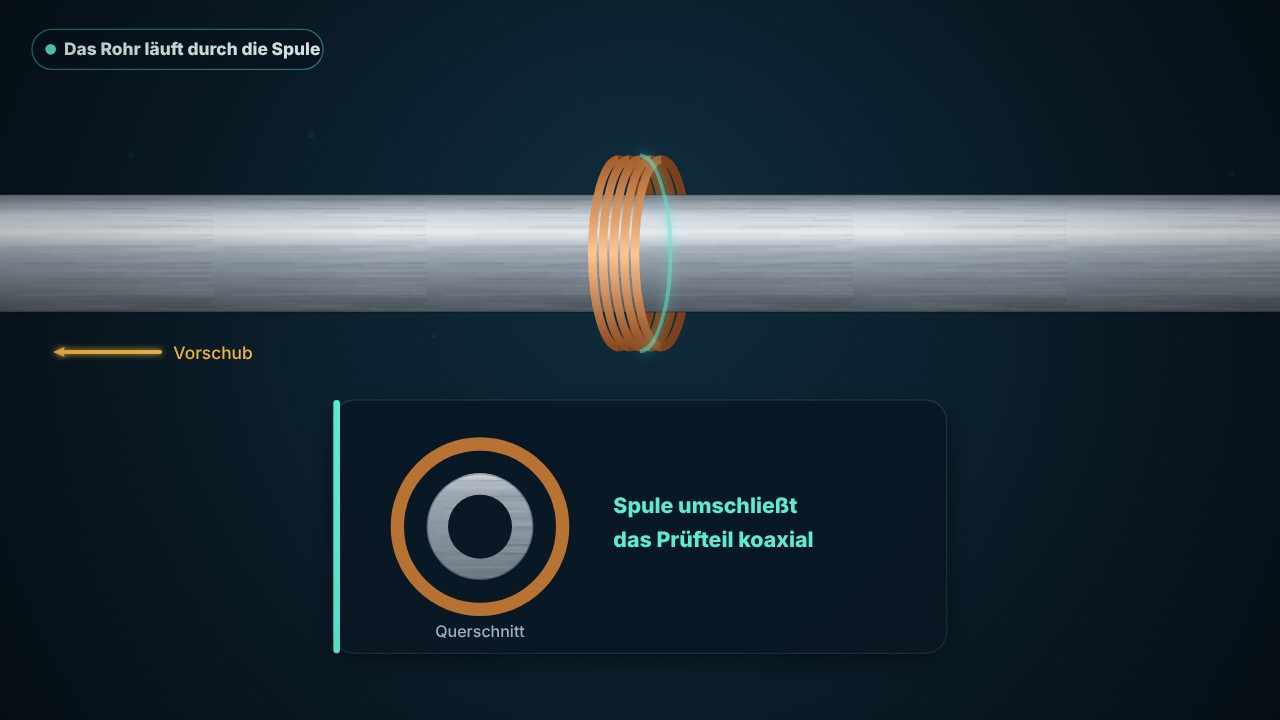 Das Rohr läuft durch die Spule
Vorschub
Spule umschließt
das Prüfteil koaxial
Querschnitt